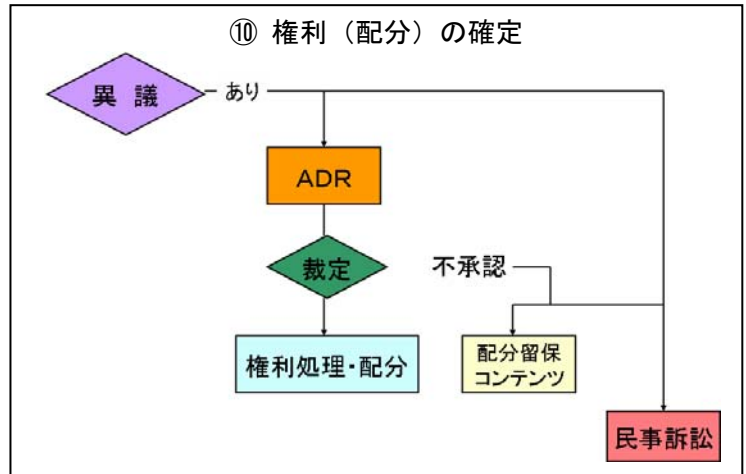 ⑩ 権利（配分）の確定
異 議
あり
ADR
裁定
不承認
権利処理・配分
配分留保
コンテンツ
民事訴訟